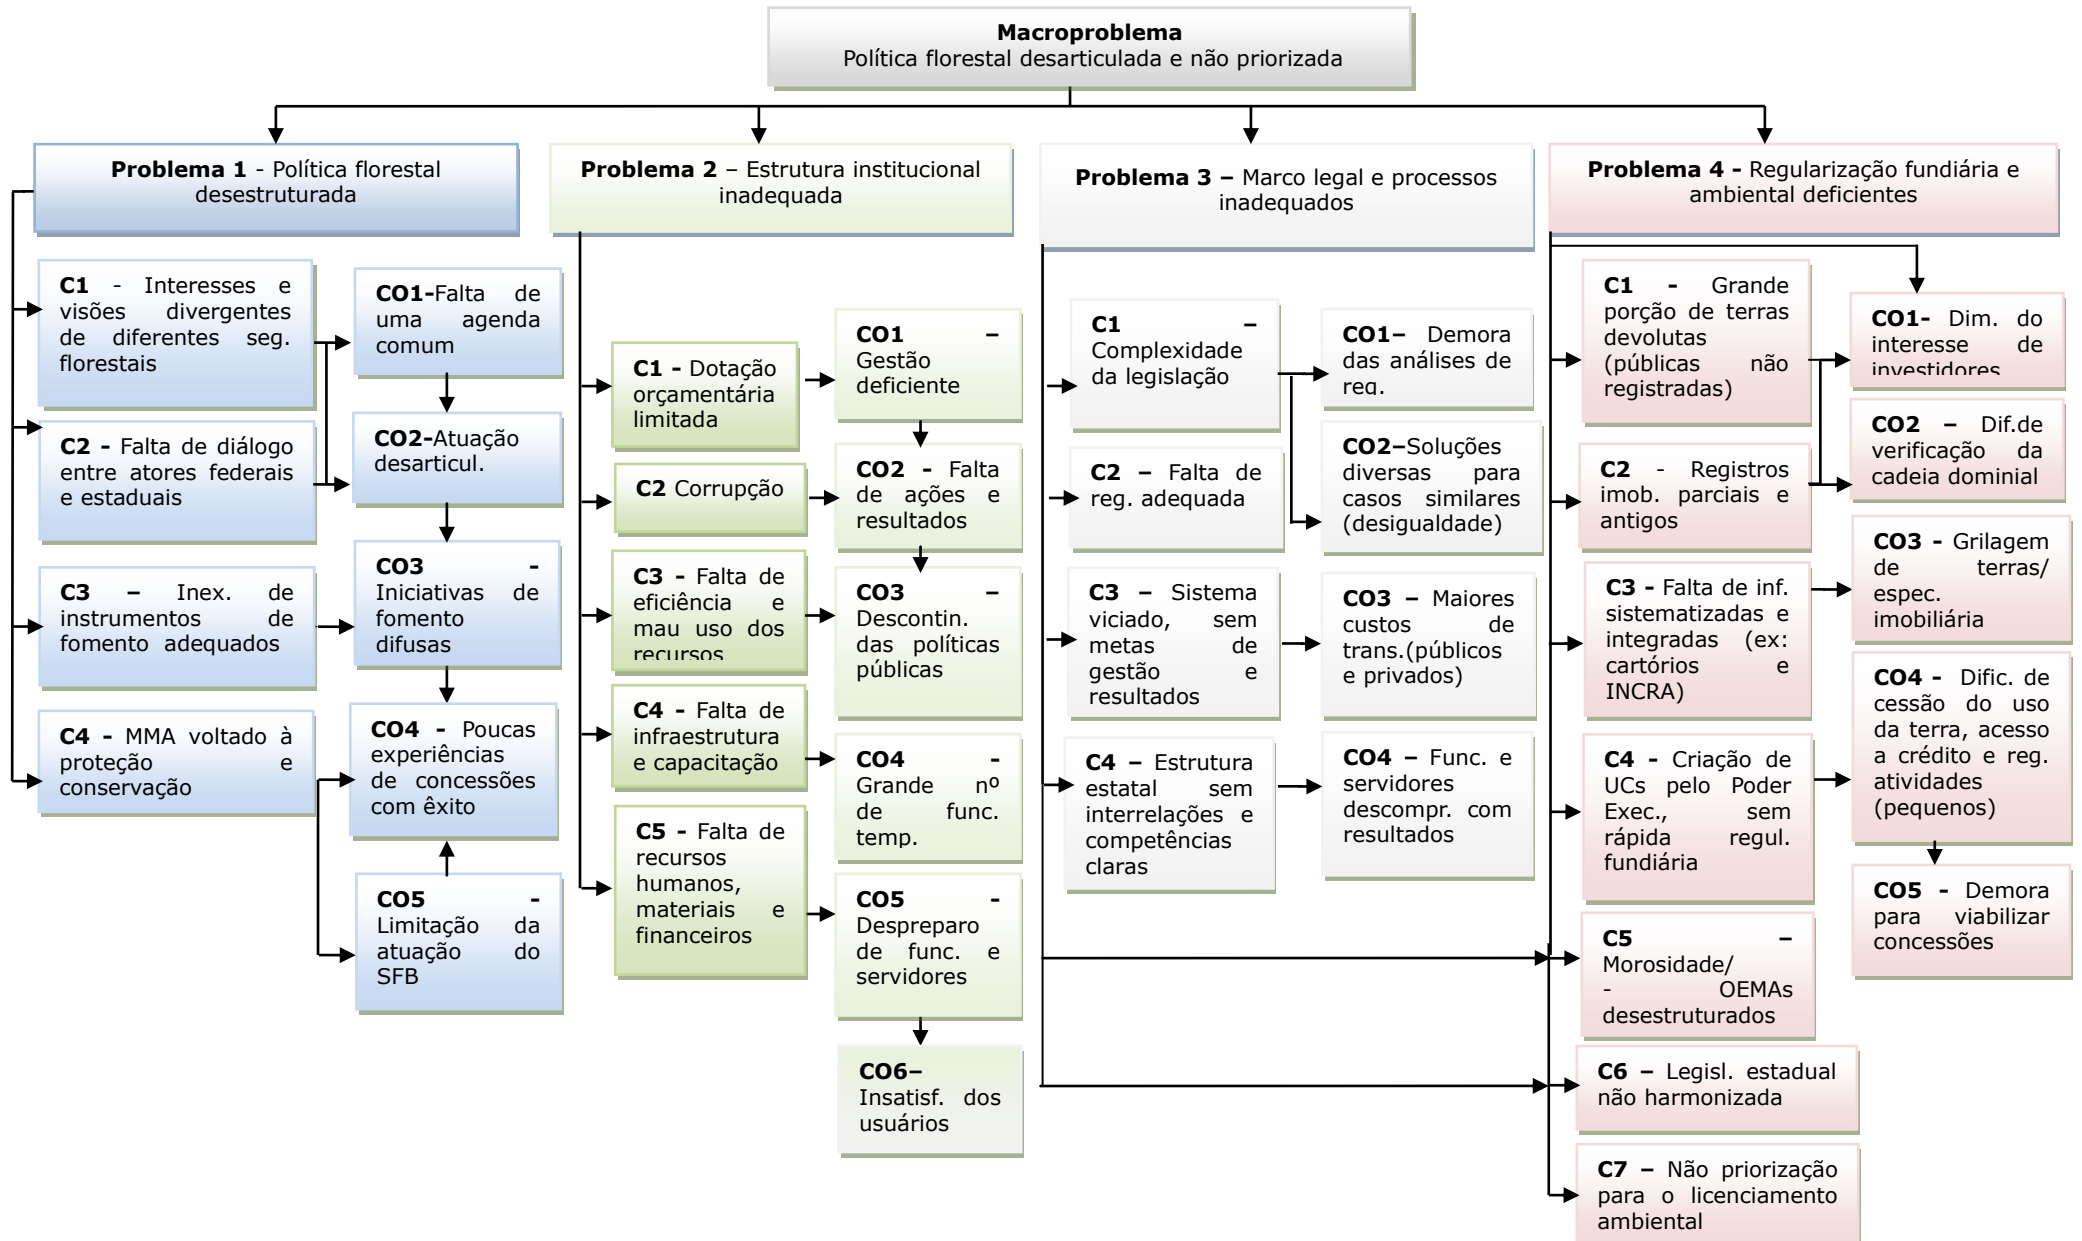 Macroproblema
Política florestal desarticulada e não priorizada
Problema 1 - Política florestal
desestruturada
C1 - Interesses e
visões divergentes
de diferentes seg.
florestais
C2 - Falta de diálogo
entre atores federais
e estaduais
C3 – Inex. de
instrumentos de
fomento adequados
C4 - MMA voltado à
proteção e
conservação
CO1-Falta de
uma agenda
comum
CO2-Atuação
desarticul.
CO3 -
Iniciativas de
fomento
difusas
CO4 - Poucas
experiências
de concessões
com êxito
CO5 -
Limitação da
atuação do
SFB
Problema 2 – Estrutura institucional
inadequada
C1 - Dotação
orçamentária
limitada
C2 Corrupção
C3 - Falta de
eficiência e
mau uso dos
recursos
C4 - Falta de
infraestrutura
e capacitação
C5 - Falta de
recursos
humanos,
materiais e
financeiros
CO1 –
Gestão
deficiente
CO2 - Falta
de ações e
resultados
CO3 –
Descontin.
das políticas
públicas
CO4 -
Grande nº
de func.
temp.
CO5 -
Despreparo
de func. e
servidores
CO6–
Insatisf. dos
usuários
Problema 3 – Marco legal e processos
inadequados
C1 –
Complexidade
da legislação
C2 – Falta de
reg. adequada
C3 – Sistema
viciado, sem
metas de
gestão e
resultados
C4 – Estrutura
estatal sem
interrelações e
competências
claras
CO1– Demora
das análises de
req.
CO2–Soluções
diversas para
casos similares
(desigualdade)
CO3 – Maiores
custos de
trans.(públicos
e privados)
CO4 – Func. e
servidores
descompr. com
resultados
Problema 4 - Regularização fundiária e
ambiental deficientes
C1 - Grande
porção de terras
devolutas
(públicas não
registradas)
C2 - Registros
imob. parciais e
antigos
C3 - Falta de inf.
sistematizadas e
integradas (ex:
cartórios e
INCRA)
C4 - Criação de
UCs pelo Poder
Exec., sem
rápida regul.
fundiária
C5 –
Morosidade/
- OEMAs
desestruturados
C6 – Legisl. estadual
não harmonizada
C7 – Não priorização
para o licenciamento
ambiental
CO1- Dim. do
interesse de
investidores
CO2 – Dif.de
verificação da
cadeia dominial
CO3 - Grilagem
de terras/
espec.
imobiliária
CO4 - Dific. de
cessão do uso
da terra, acesso
a crédito e reg.
atividades
(pequenos)
CO5 - Demora
para viabilizar
concessões